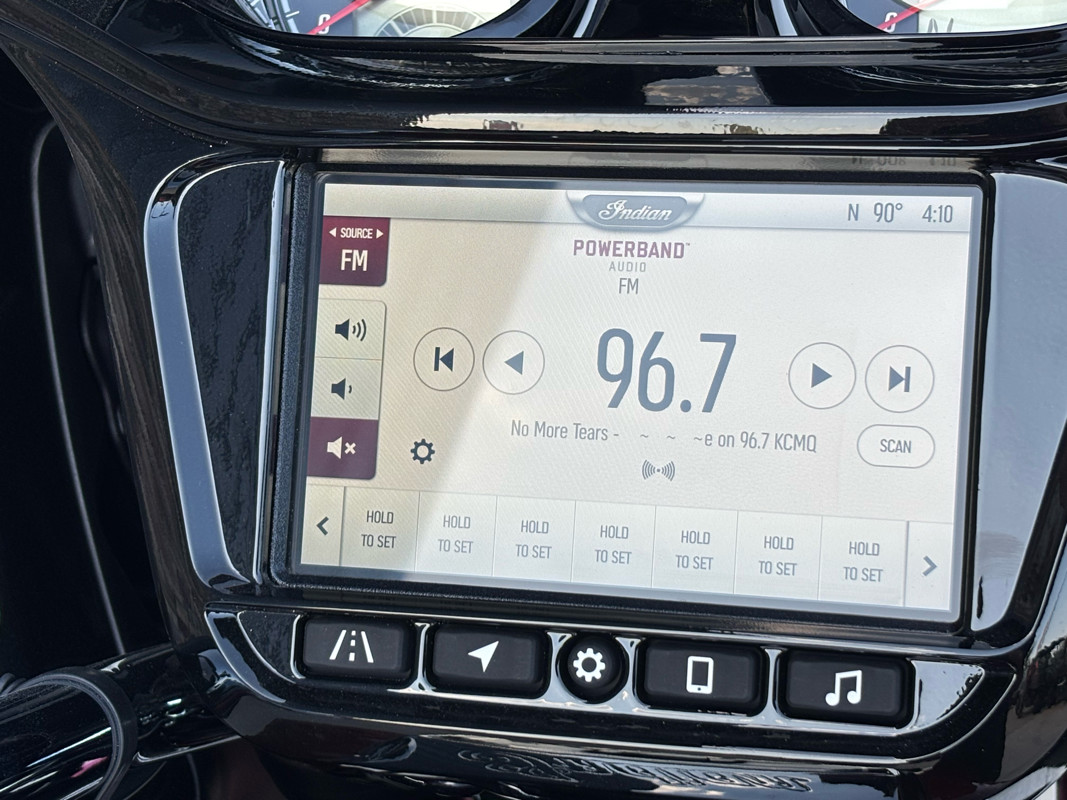 Indian
N 90° 4:10
SOURCE
FM
POWERBAND™
AUDIO
FM
96.7
No More Tears - ~ ~ ~e on 96.7 KCMQ
SCAN
HOLD TO SET
HOLD TO SET
HOLD TO SET
HOLD TO SET
HOLD TO SET
HOLD TO SET
HOLD TO SET